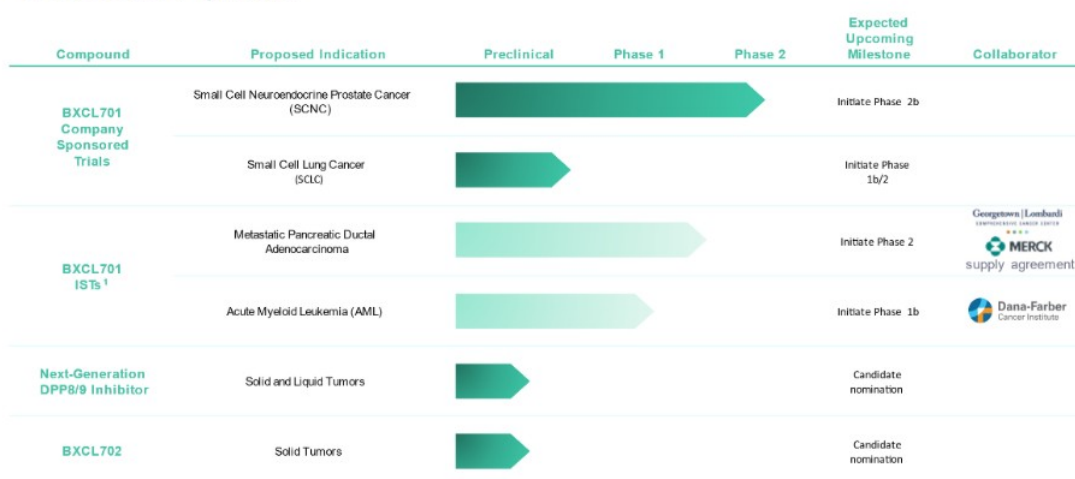 Expected
Upcoming
Compound Proposed Indication Preclinical Phase 1 Phase 2 Milestone Collaborator
BXCL701
Company
Sponsored
Trials
Small Cell Neuroendocrine Prostate Cancer
(SCNC)
Initiate Phase 2b
Small Cell Lung Cancer
(SCLC)
Initiate Phase
1b/2
BXCL701
ISTs¹
Metastatic Pancreatic Ductal
Adenocarcinoma
Initiate Phase 2
Georgetown | Lombardi
COMPREHENSIVE CANCER CENTER
MERCK
supply agreement
Acute Myeloid Leukemia (AML)
Initiate Phase 1b
Dana-Farber
Cancer Institute
Next-Generation
DPP8/9 Inhibitor
Solid and Liquid Tumors
Candidate
nomination
BXCL702
Solid Tumors
Candidate
nomination